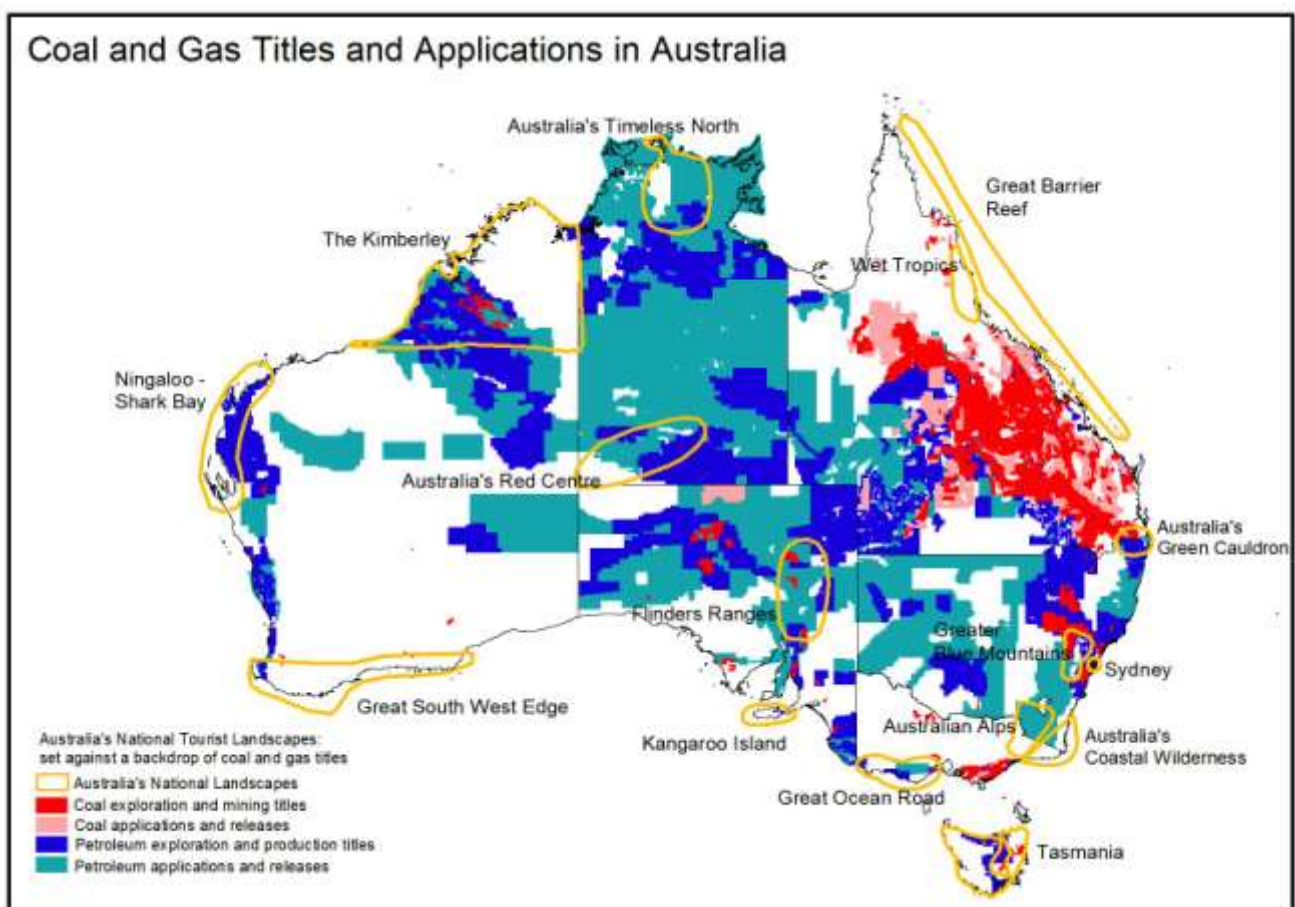 Coal and Gas Titles and Applications in Australia
Australia's Timeless North
Great Barrier
Reef
The Kimberley
Wet Tropics
Ningaloo -
Shark Bay
Australia's Red Centre
Australia's
Green Cauldron
Flinders Ranges
Greater
Blue Mountains
Sydney
Great South West Edge
Kangaroo Island
Australian Alps
Australia's
Coastal Wilderness
Great Ocean Road
Tasmania
Australia's National Tourist Landscapes:
set against a backdrop of coal and gas titles
Australia's National Landscapes
Coal exploration and mining titles
Coal applications and releases
Petroleum exploration and production titles
Petroleum applications and releases